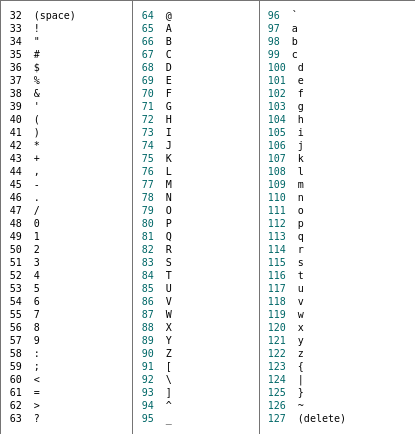 32 (space)
33 !
34 "
35 #
36 $
37 %
38 &
39 '
40 (
41 )
42 *
43 +
44 ,
45 -
46 .
47 /
48 0
49 1
50 2
51 3
52 4
53 5
54 6
55 7
56 8
57 9
58 :
59 ;
60 <
61 =
62 >
63 ?
64 @
65 A
66 B
67 C
68 D
69 E
70 F
71 G
72 H
73 I
74 J
75 K
76 L
77 M
78 N
79 O
80 P
81 Q
82 R
83 S
84 T
85 U
86 V
87 W
88 X
89 Y
90 Z
91 [
92 \
93 ]
94 ^
95 _
96 `
97 a
98 b
99 c
100 d
101 e
102 f
103 g
104 h
105 i
106 j
107 k
108 l
109 m
110 n
111 o
112 p
113 q
114 r
115 s
116 t
117 u
118 v
119 w
120 x
121 y
122 z
123 {
124 |
125 }
126 ~
127 (delete)